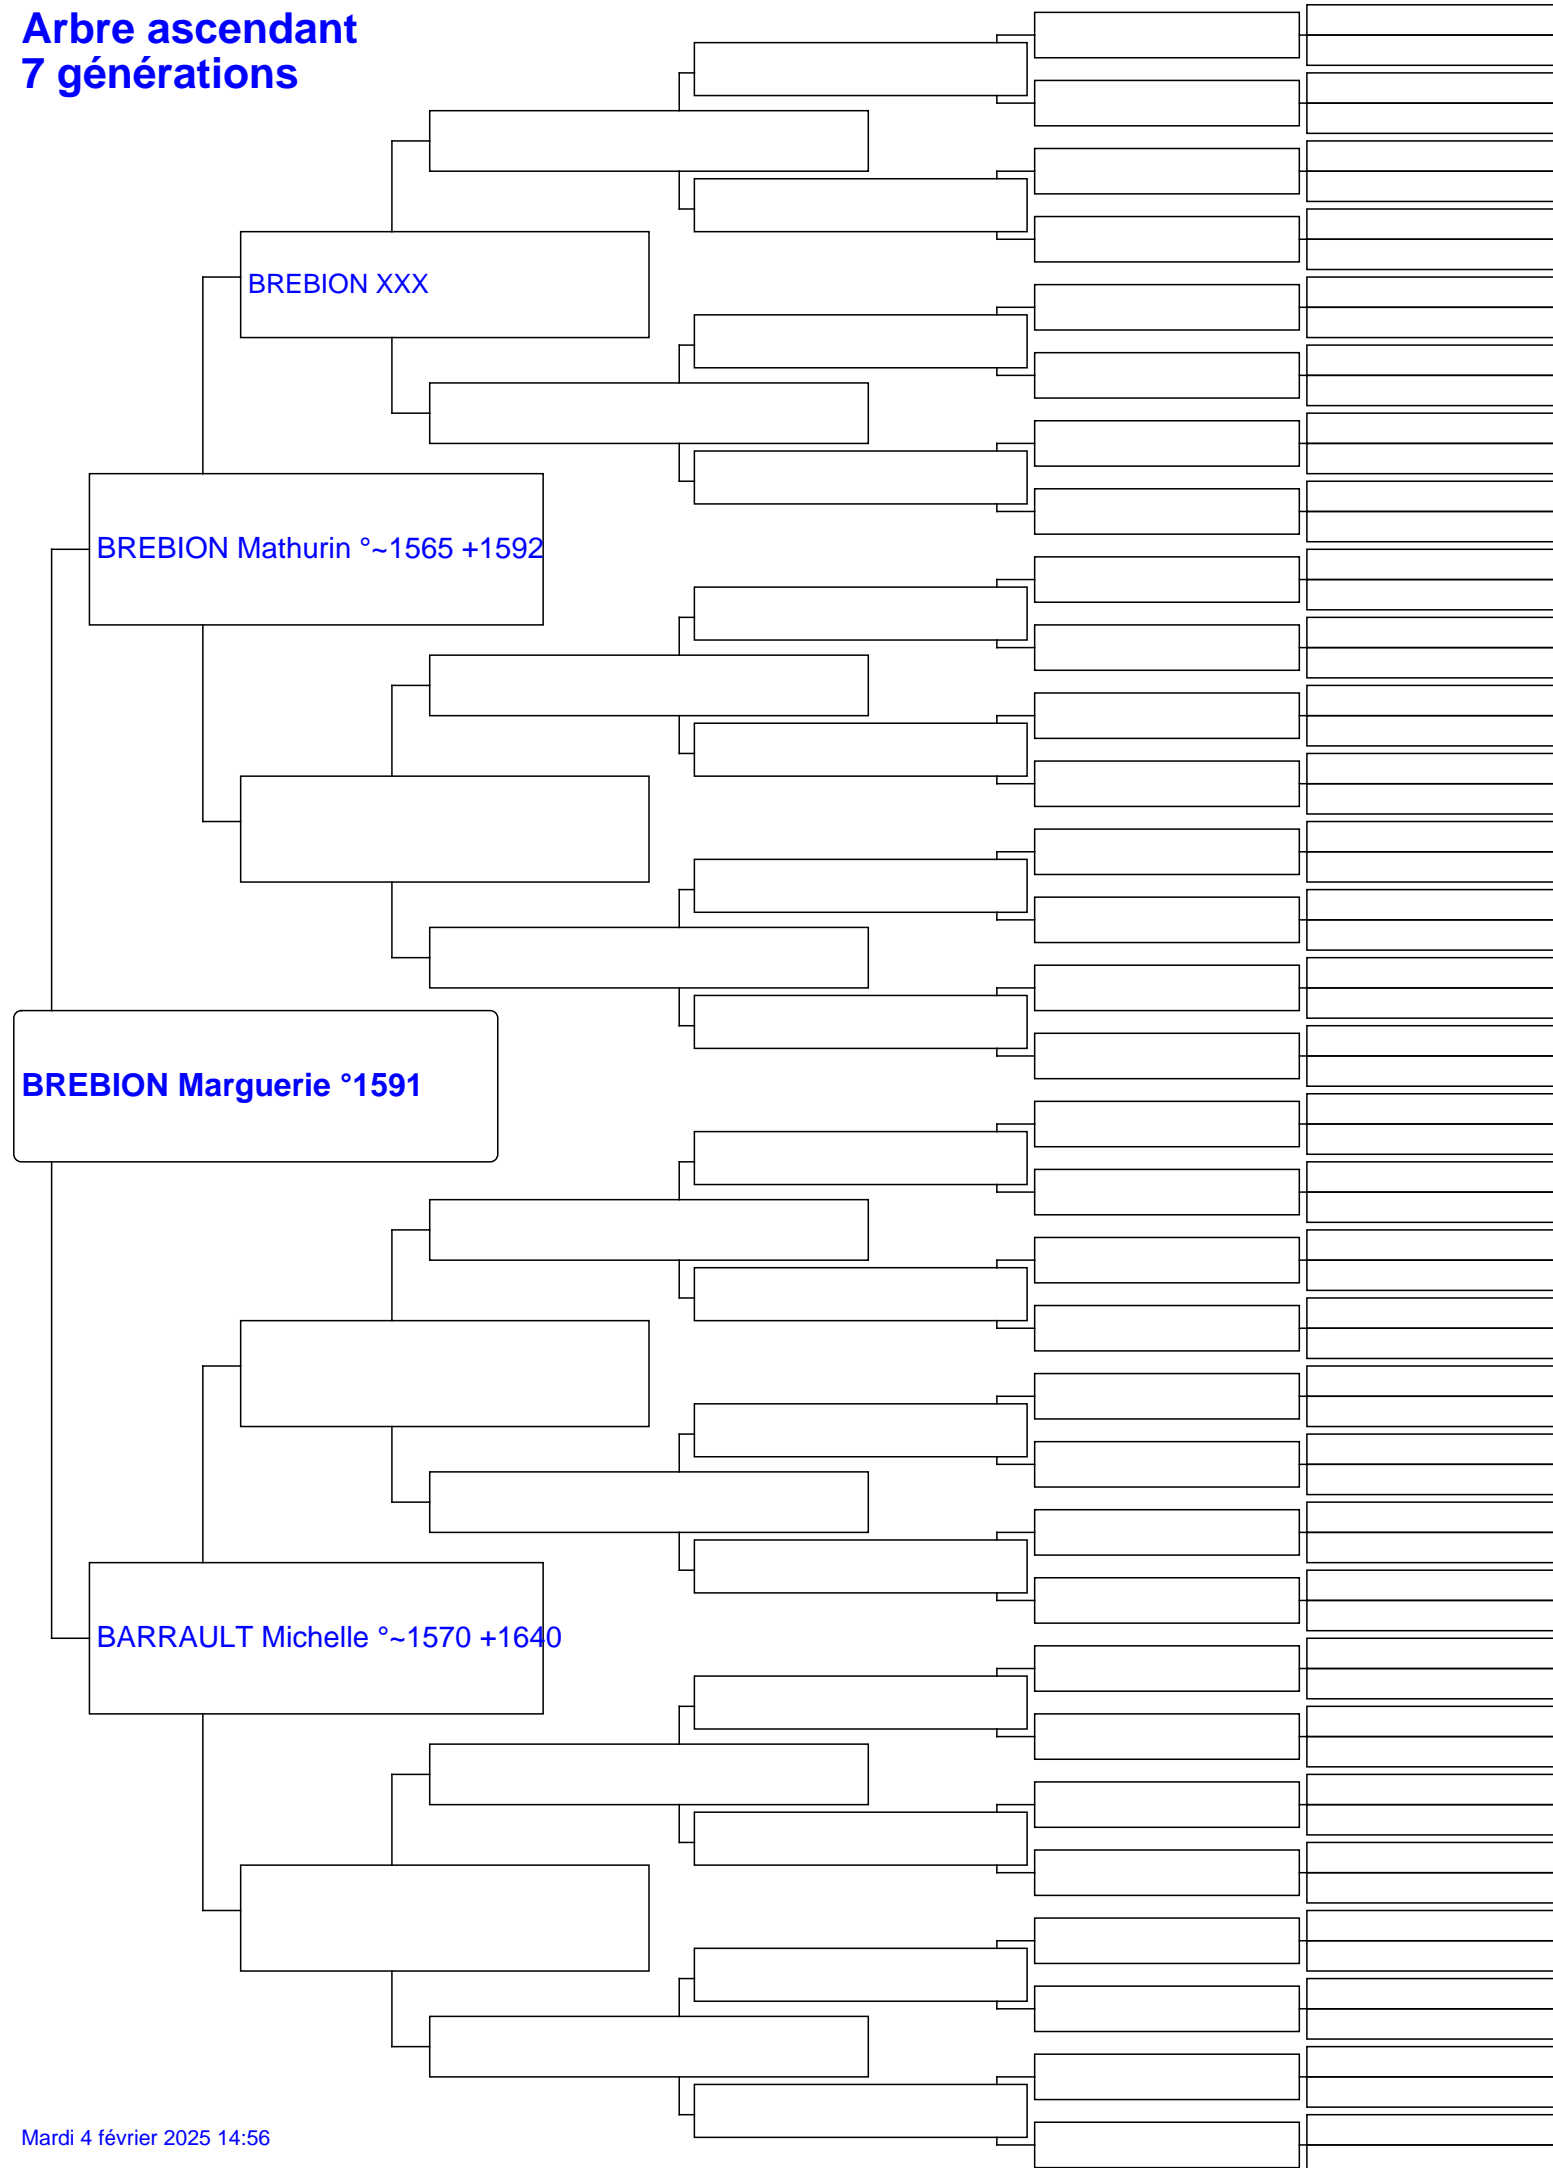 Arbre ascendant
7 générations
BREBION XXX
BREBION Mathurin °~1565 +1592
BREBION Marguerie °1591
BARRAULT Michelle °~1570 +1640
Mardi 4 février 2025 14:56